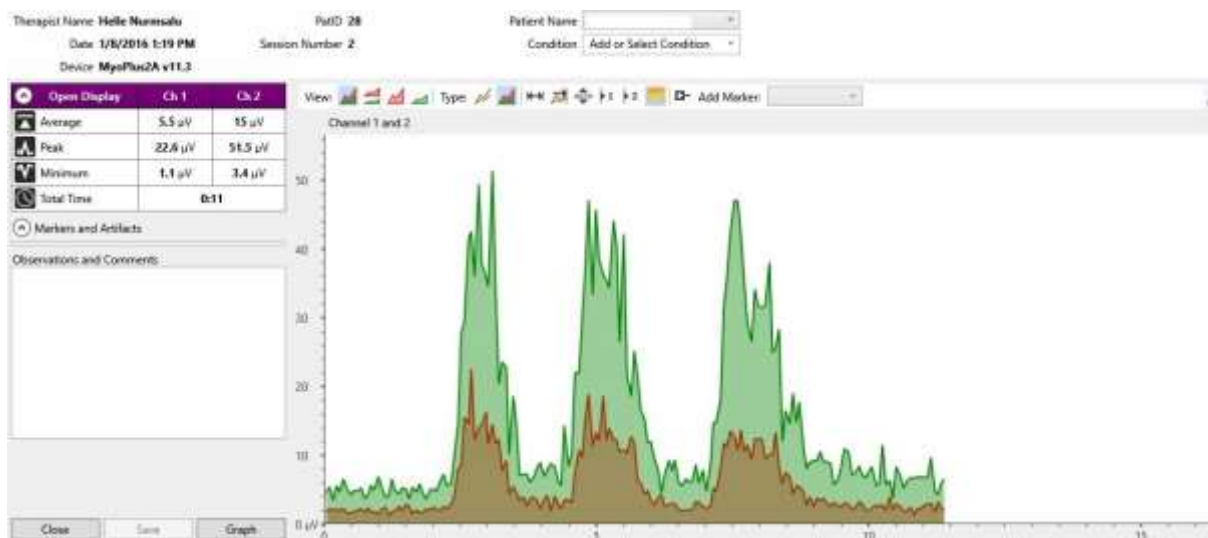 Therapist Name Helle Nurmsalu PatID 28 Patient Name
Date 1/8/2016 1:19 PM Session Number 2 Condition Add or Select Condition
Device MyoPlus2A v11.3
Open Display Ch 1 Ch 2 View: Type: Add Marker:
Average 5.5 µV 15 µV Channel 1 and 2
Peak 22.6 µV 51.5 µV
Minimum 1.1 µV 3.4 µV
Total Time 0:11
Markers and Artifacts
Observations and Comments
50
40
30
20
10
0 µV
0 5 10 15
Close Save Graph